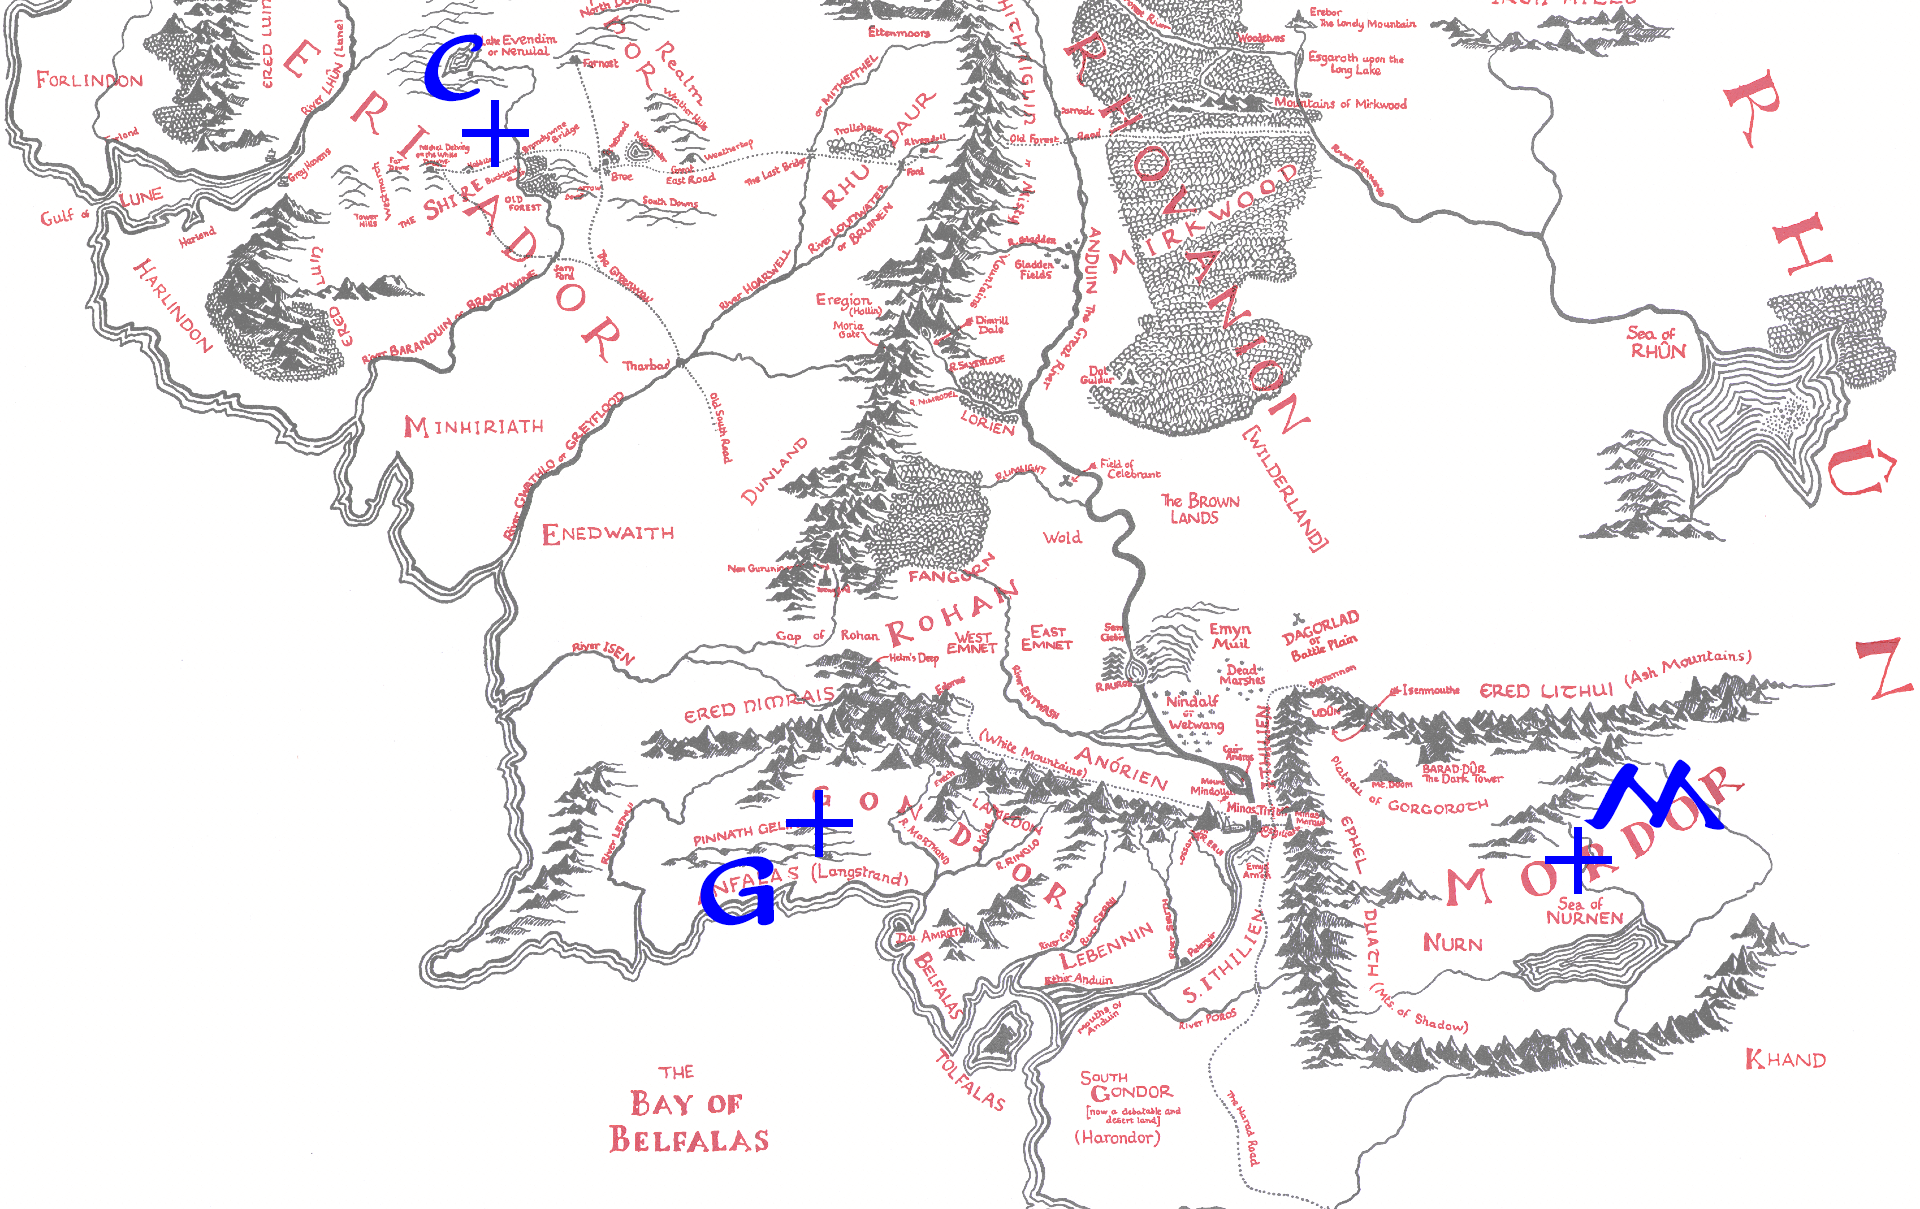 North Downs
Ettenmoors
Erebor
The Lonely Mountain
Woodelves
Esgaroth upon the
Long Lake
Forest River
Lake Evendim
or Nenuial
Fornost
Realm
FORLINDON
ERED LUIN
River LHÛN (Lune)
ERIADOR
C
Weather Hills
RHUDAUR
Trollshaws
Rivendell
Ford
Weathertop
The Last Bridge
Great
East Road
Old Forest Road
Carrock
Mountains of Mirkwood
River Running
RHOVANION
MIRKWOOD
[WILDERLAND]
RHÛN
Forlond
Grey Havens
Gulf of LUNE
Harlond
HARLINDON
ERED LUIN
Tower
Hills
Westmarch
Far
Downs
Michel Delving
on the White
Downs
THE SHIRE
Brandywine
Bridge
Buckland
OLD
FOREST
Bree
South Downs
Sarn
Ford
The Greenway
River BARANDUIN or BRANDYWINE
River HOARWELL
or MITHEITHEL
River LOUDWATER
or BRUINEN
Misty
Mountains
R. Gladden
Gladden
Fields
ANDUIN The Great River
Eregion
(Hollin)
Moria
Gate
Dimrill
Dale
R. SILVERLODE
R. NIMRODEL
LORIEN
Dol
Guldur
Sea of
RHÛN
Tharbad
Old South Road
MINHIRIATH
River GWATHLO or GREYFLOOD
DUNLAND
ENEDWAITH
R. LIMLIGHT
Field of
Celebrant
The BROWN
LANDS
Wold
FANGORN
Nan Curunir
Gap of Rohan
ROHAN
WEST
EMNET
EAST
EMNET
River ISEN
Helm's Deep
Edoras
River ENTWASH
Emyn
Muil
RAUROS
DAGORLAD
or
Battle Plain
Dead
Marshes
Nindalf
or
Wetwang
Morannon
UDÛN
Isenmouthe
ERED LITHUI (Ash Mountains)
ERED NIMRAIS
(White Mountains)
ANÓRIEN
Cair
Andros
ITHILIEN
Mount
Mindolluin
Minas Tirith
Minas
Morgul
Osgiliath
Plateau of GORGOROTH
Mt. Doom
BARAD-DÛR
The Dark Tower
M
MORDOR
GONDOR
PINNATH GELIN
River LEFNUI
ANFALAS (Langstrand)
G
Erech
LAMEDON
R. MORTHOND
R. RINGLO
Emyn
Arnen
EPHEL DUATH (Mts. of Shadow)
Sea of
NURNEN
NURN
Dol Amroth
BELFALAS
River GILRAIN
River SERNI
LEBENNIN
Pelargir
Ethir Anduin
S. ITHILIEN
Mouths of
Anduin
River POROS
TOLFALAS
KHAND
THE
BAY OF
BELFALAS
SOUTH
GONDOR
[now a debatable and
desert land]
(Harondor)
The Harad Road